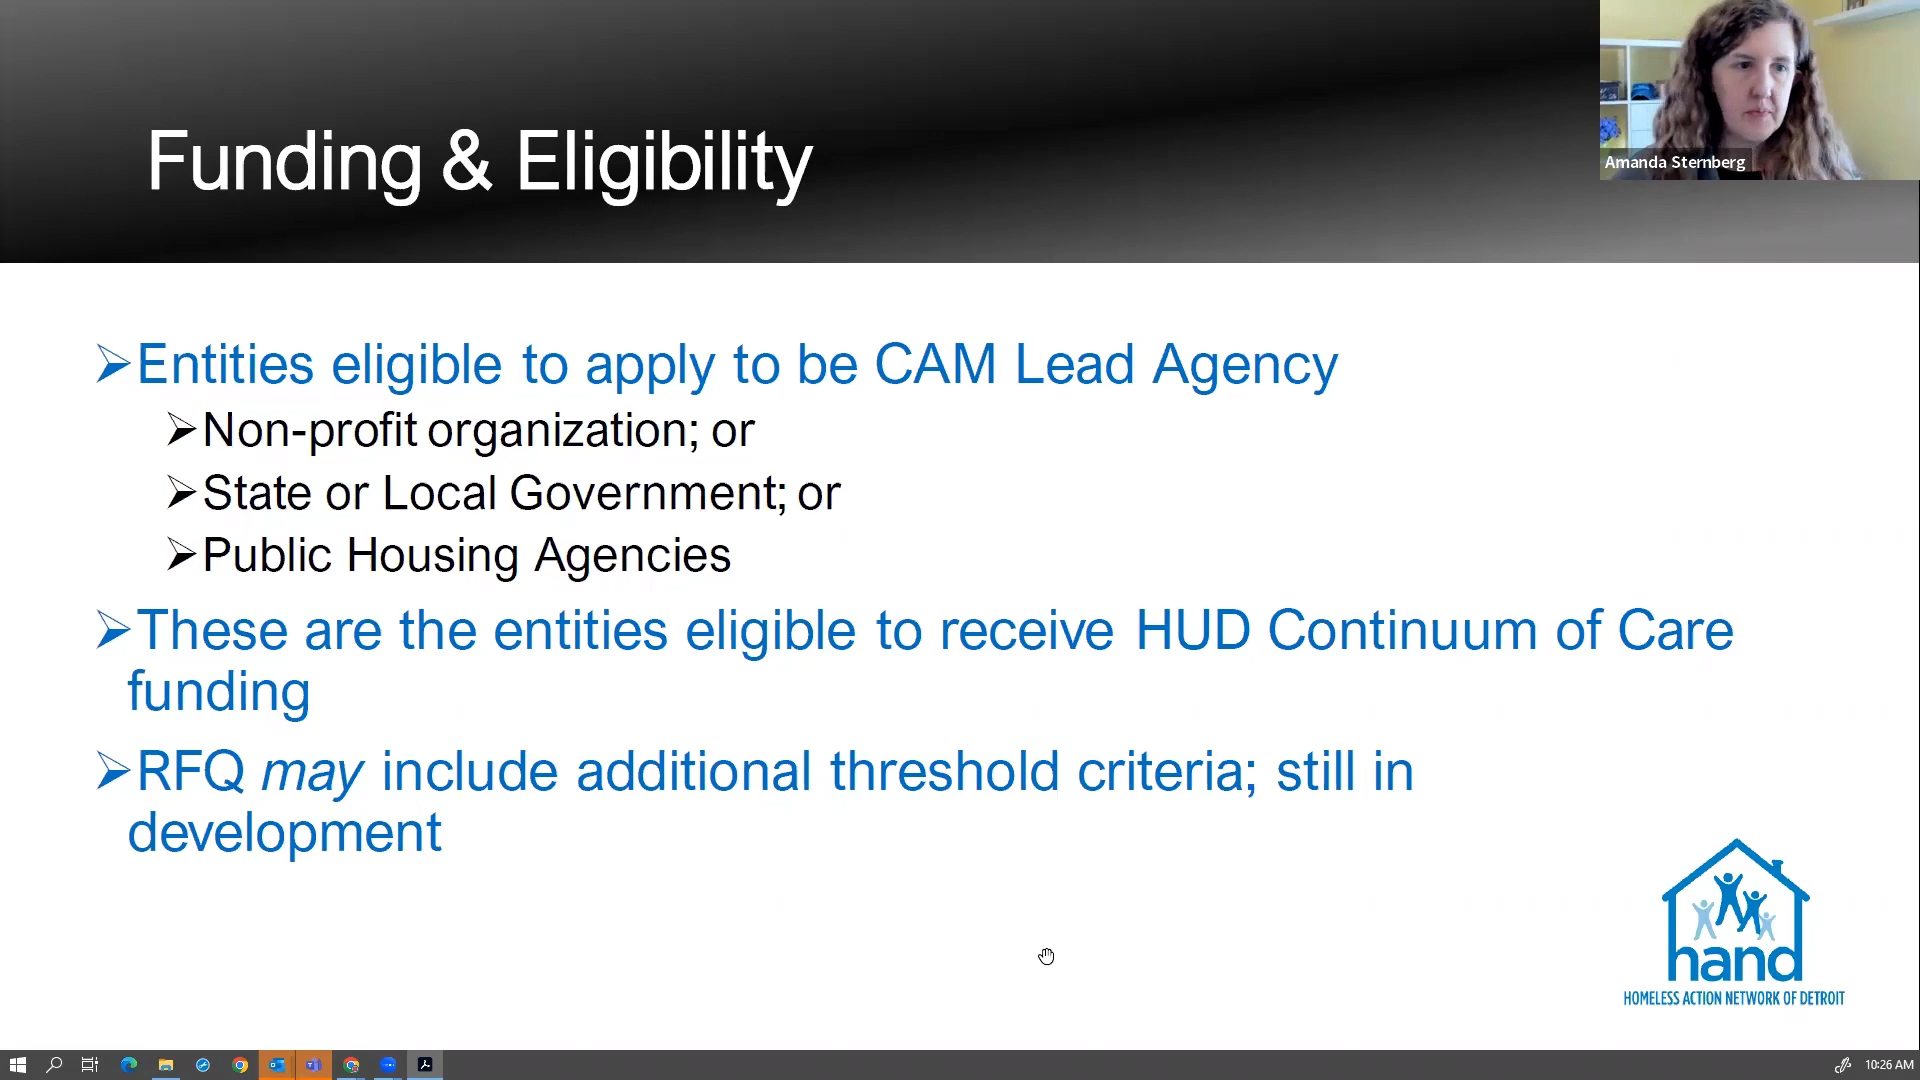 Funding & Eligibility
Amanda Sternberg
➢Entities eligible to apply to be CAM Lead Agency
➢Non-profit organization; or
➢State or Local Government; or
➢Public Housing Agencies
➢These are the entities eligible to receive HUD Continuum of Care
funding
➢RFQ may include additional threshold criteria; still in
development
hand
HOMELESS ACTION NETWORK OF DETROIT
10:26 AM